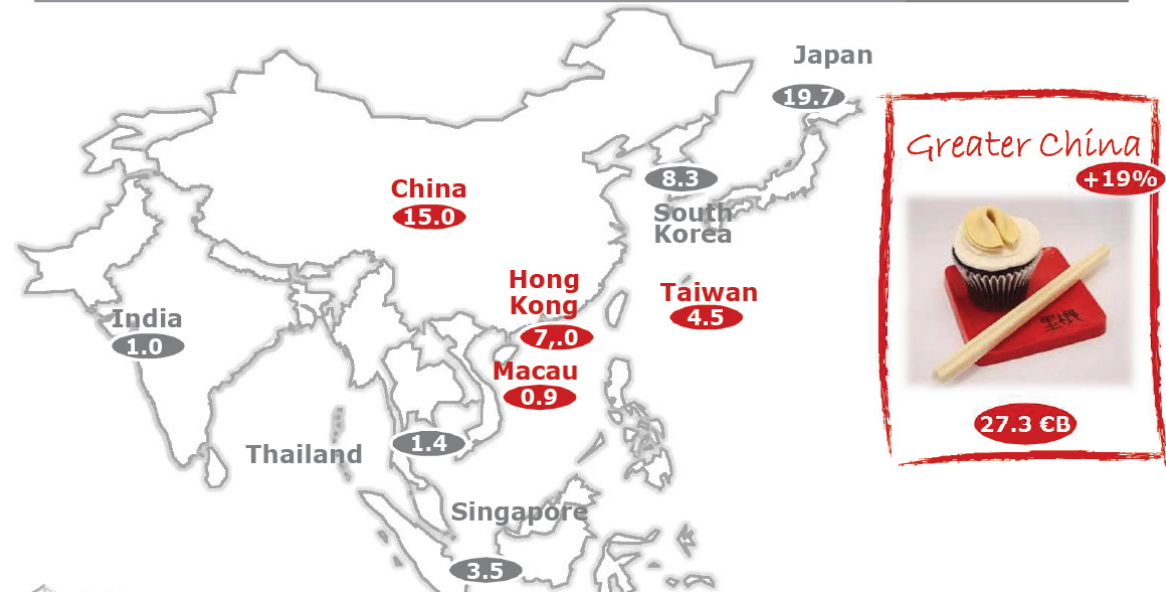 Japan
19.7
Greater China
+19%
8.3
South
Korea
China
15.0
Hong
Kong
7,.0
Taiwan
4.5
India
1.0
Macau
0.9
27.3 €B
Thailand
1.4
Singapore
3.5